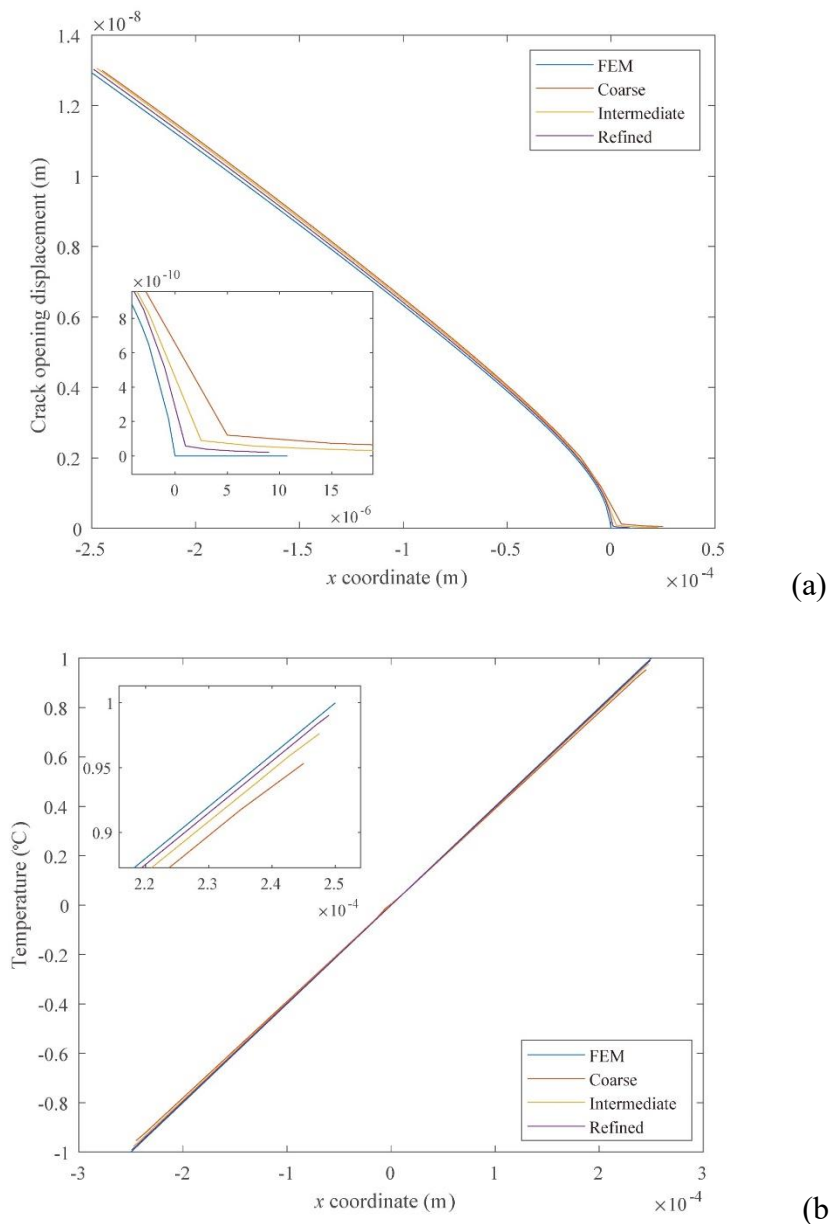 ×10⁻⁸
1.4
FEM
Coarse
Intermediate
Refined
1.2
1
0.8
Crack opening displacement (m)
×10⁻¹⁰
8
6
4
2
0
0 5 10 15
×10⁻⁶
0.6
0.4
0.2
0
-2.5 -2 -1.5 -1 -0.5 0 0.5
x coordinate (m)
×10⁻⁴
(a)
1
0.8
0.6
0.4
0.2
0
-0.2
-0.4
-0.6
-0.8
-1
Temperature (°C)
1
0.95
0.9
2.2 2.3 2.4 2.5
×10⁻⁴
FEM
Coarse
Intermediate
Refined
-3 -2 -1 0 1 2 3
x coordinate (m)
×10⁻⁴
(b